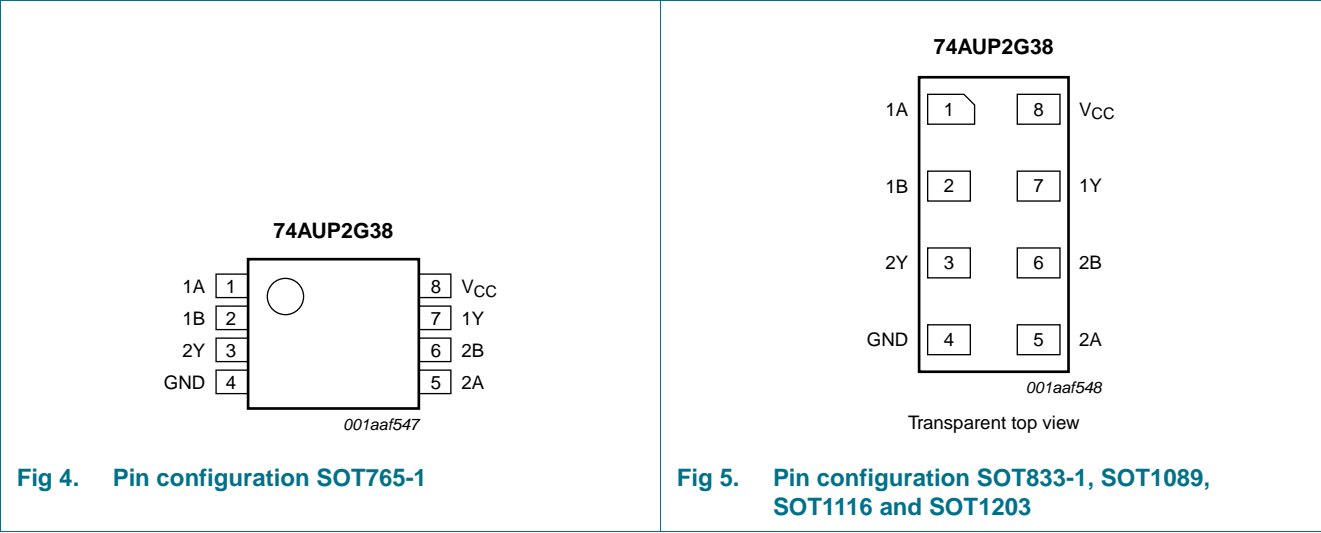 74AUP2G38
1A 1 8 VCC
1B 2 7 1Y
2Y 3 6 2B
GND 4 5 2A
001aaf547
Fig 4. Pin configuration SOT765-1
74AUP2G38
1A 1 8 VCC
1B 2 7 1Y
2Y 3 6 2B
GND 4 5 2A
001aaf548
Transparent top view
Fig 5. Pin configuration SOT833-1, SOT1089,
SOT1116 and SOT1203